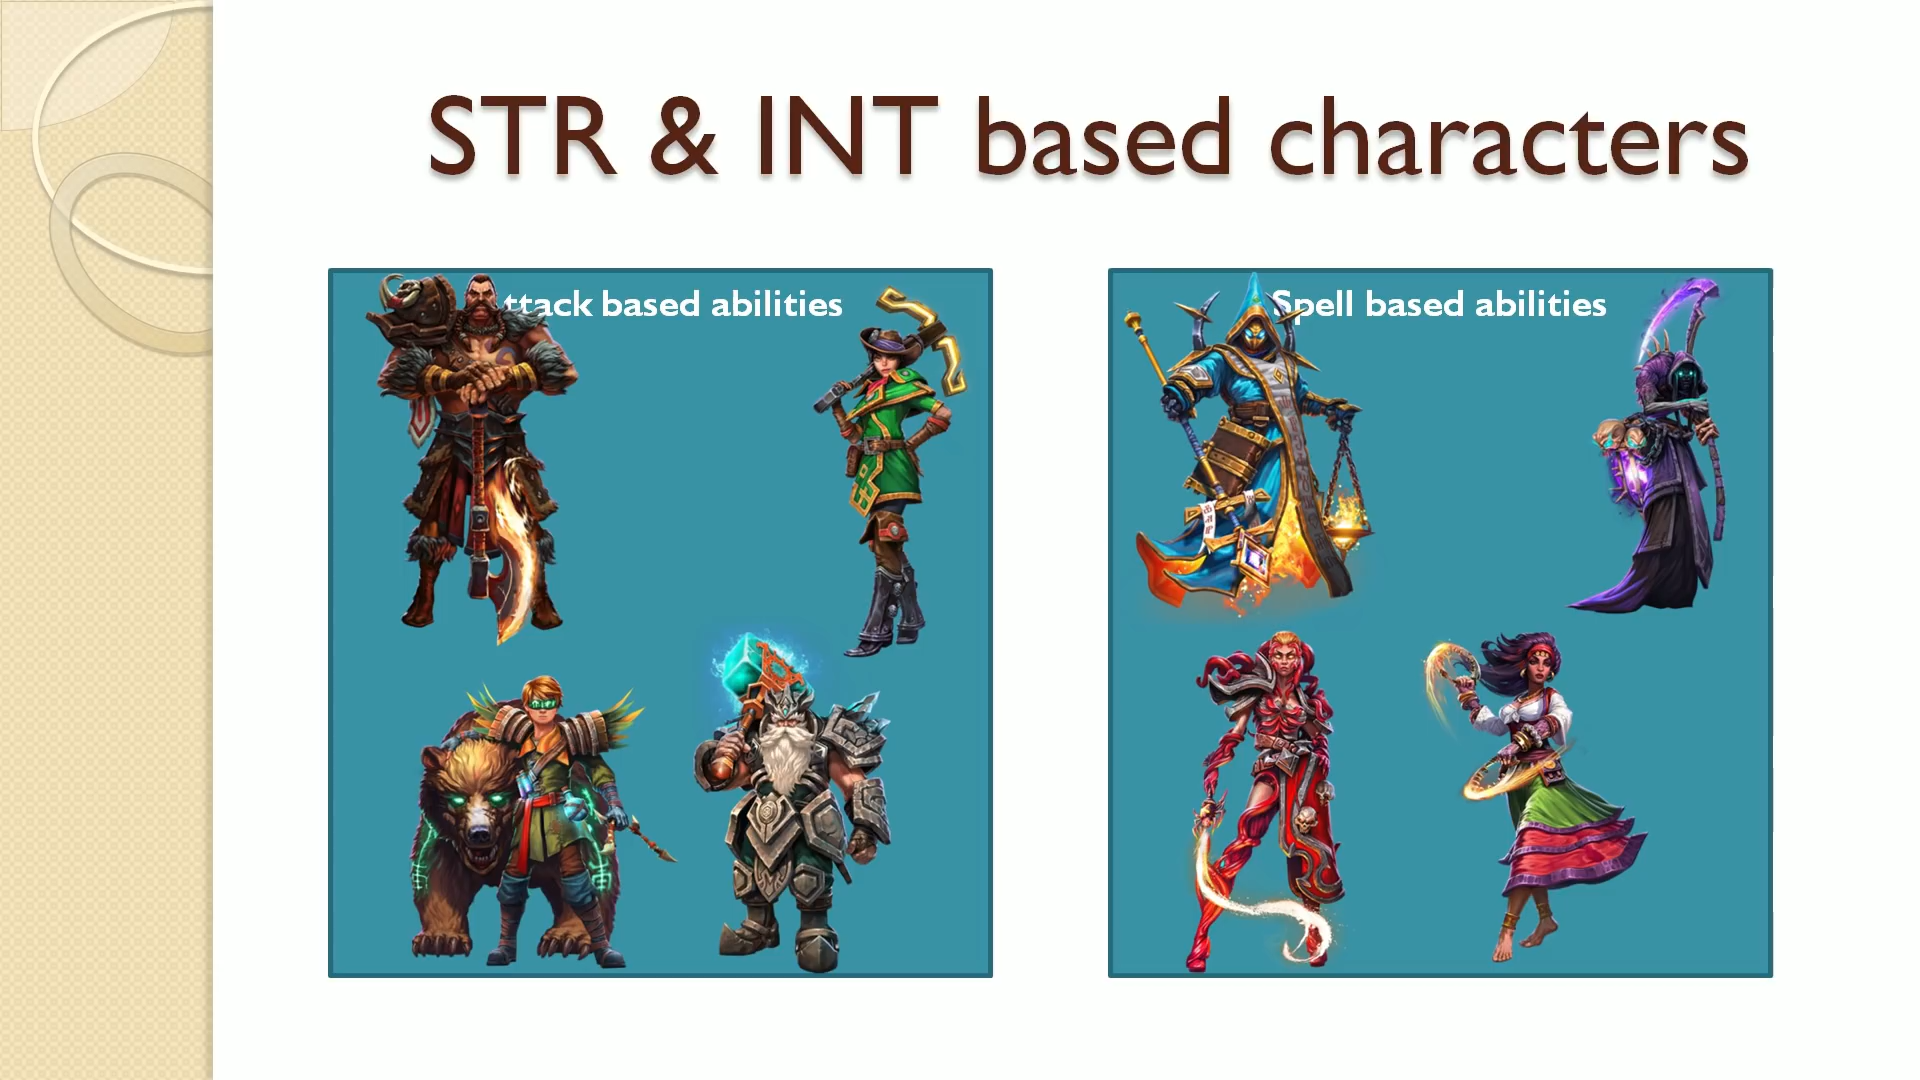 STR & INT based characters
ttack based abilities
Spell based abilities